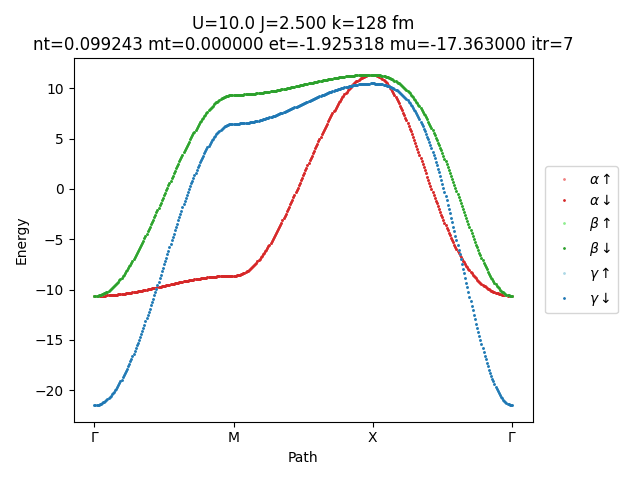 U=10.0 J=2.500 k=128 fm
nt=0.099243 mt=0.000000 et=-1.925318 mu=-17.363000 itr=7
10
5
0
−5
−10
−15
−20
Energy
Γ
M
X
Γ
Path
α↑
α↓
β↑
β↓
γ↑
γ↓